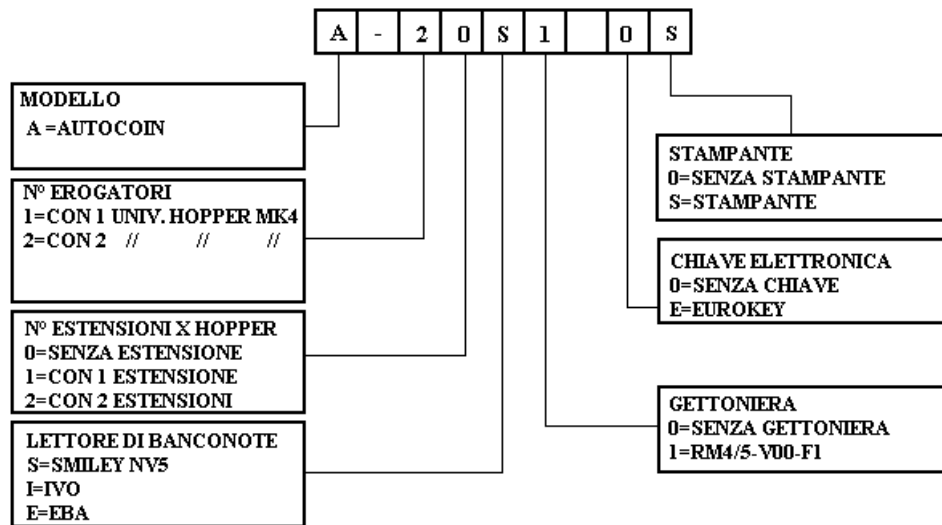 A - 2 0 S 1 0 S
MODELLO
A =AUTOCOIN
N° EROGATORI
1=CON 1 UNIV. HOPPER MK4
2=CON 2 // // //
N° ESTENSIONI X HOPPER
0=SENZA ESTENSIONE
1=CON 1 ESTENSIONE
2=CON 2 ESTENSIONI
LETTORE DI BANCONOTE
S=SMILEY NV5
I=IVO
E=EBA
STAMPANTE
0=SENZA STAMPANTE
S=STAMPANTE
CHIAVE ELETTRONICA
0=SENZA CHIAVE
E=EUROKEY
GETTONIERA
0=SENZA GETTONIERA
1=RM4/5-V00-F1